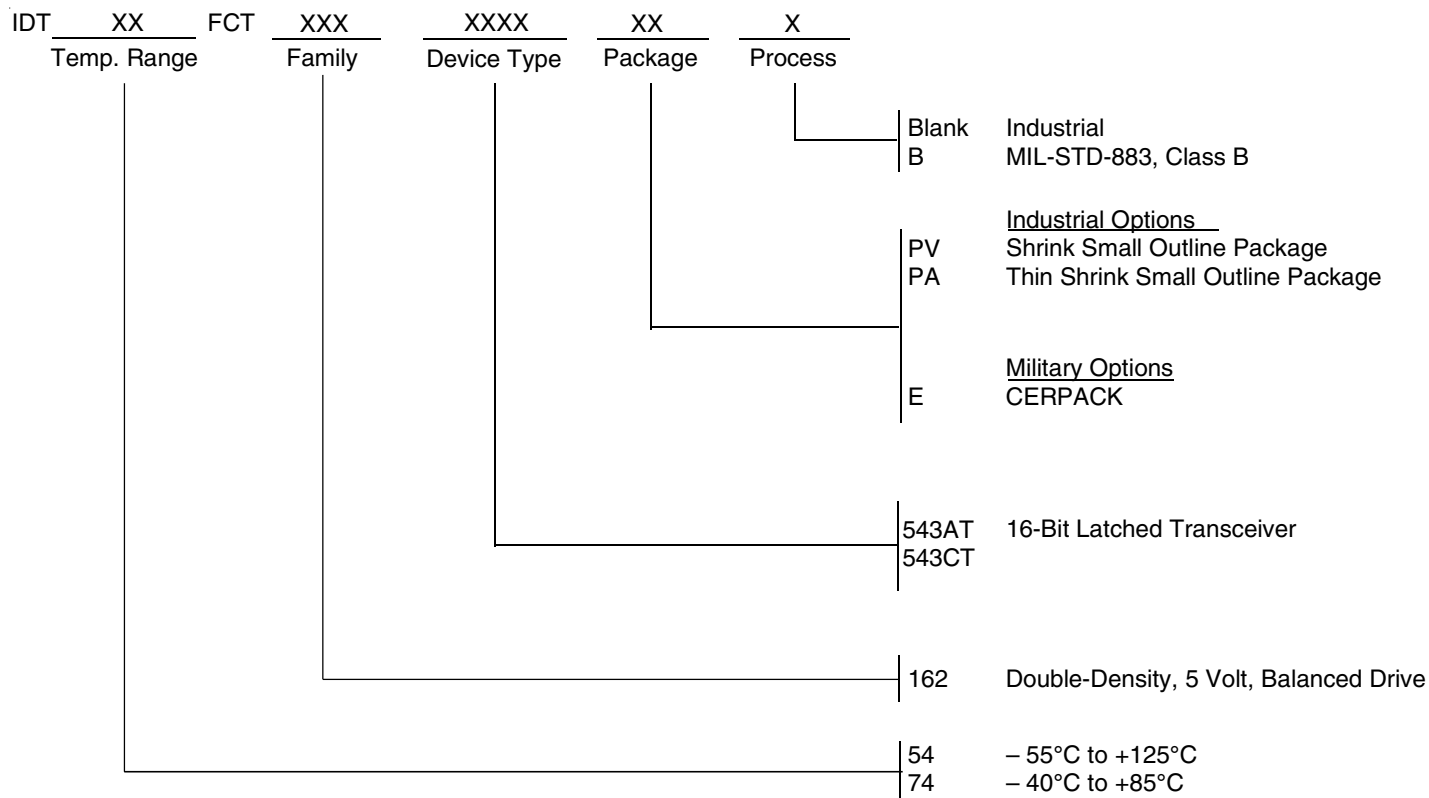 IDT XX FCT XXX XXXX XX X
Temp. Range Family Device Type Package Process
Blank Industrial
B MIL-STD-883, Class B
Industrial Options
PV Shrink Small Outline Package
PA Thin Shrink Small Outline Package
Military Options
E CERPACK
543AT 16-Bit Latched Transceiver
543CT
162 Double-Density, 5 Volt, Balanced Drive
54 – 55°C to +125°C
74 – 40°C to +85°C